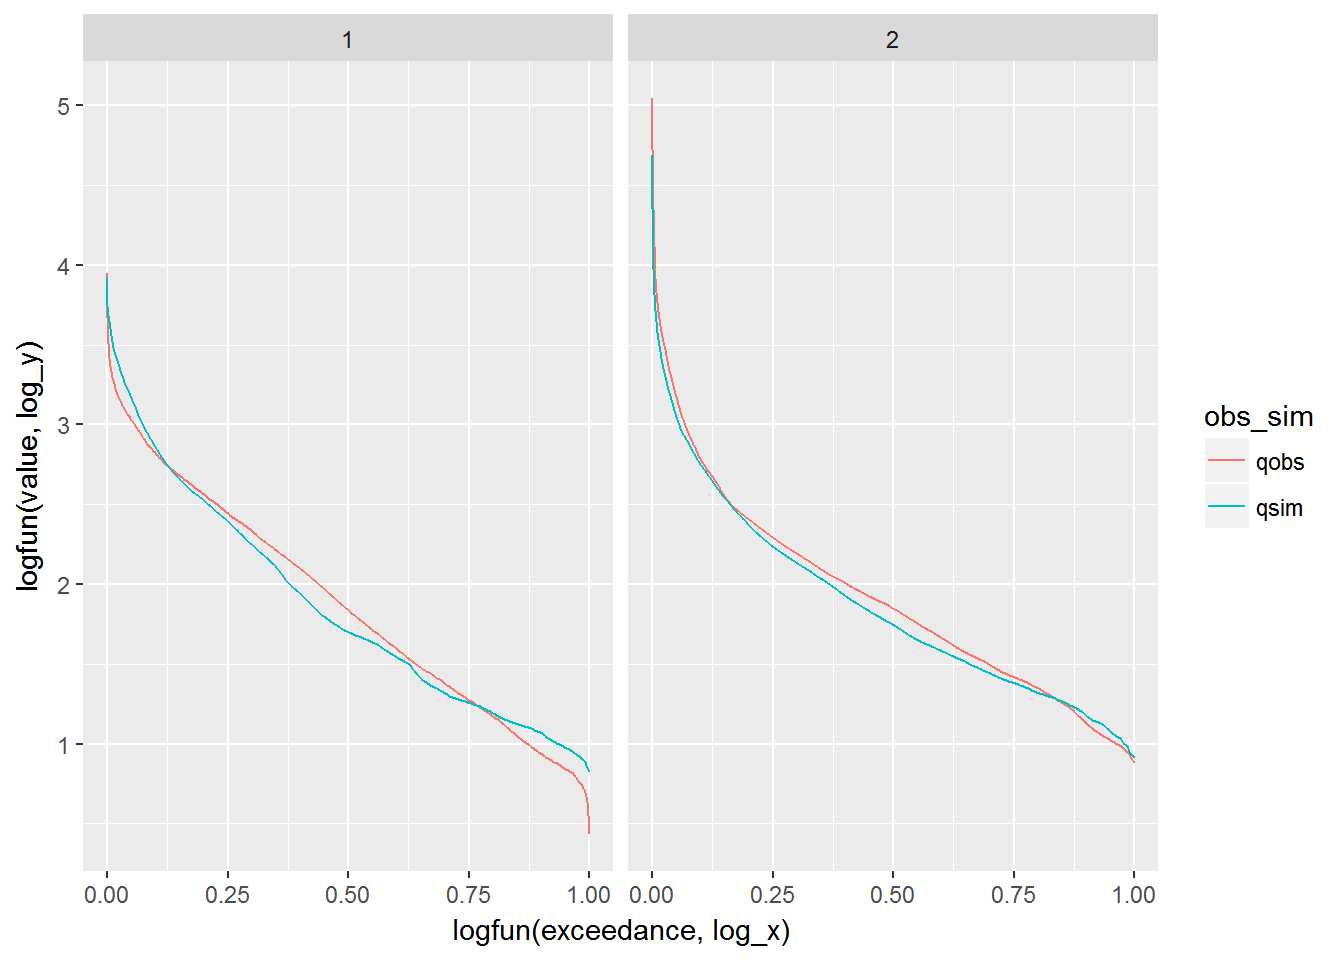 1
2
5
4
3
2
1
logfun(value, log_y)
0.00 0.25 0.50 0.75 1.00
0.00 0.25 0.50 0.75 1.00
logfun(exceedance, log_x)
obs_sim
qobs
qsim